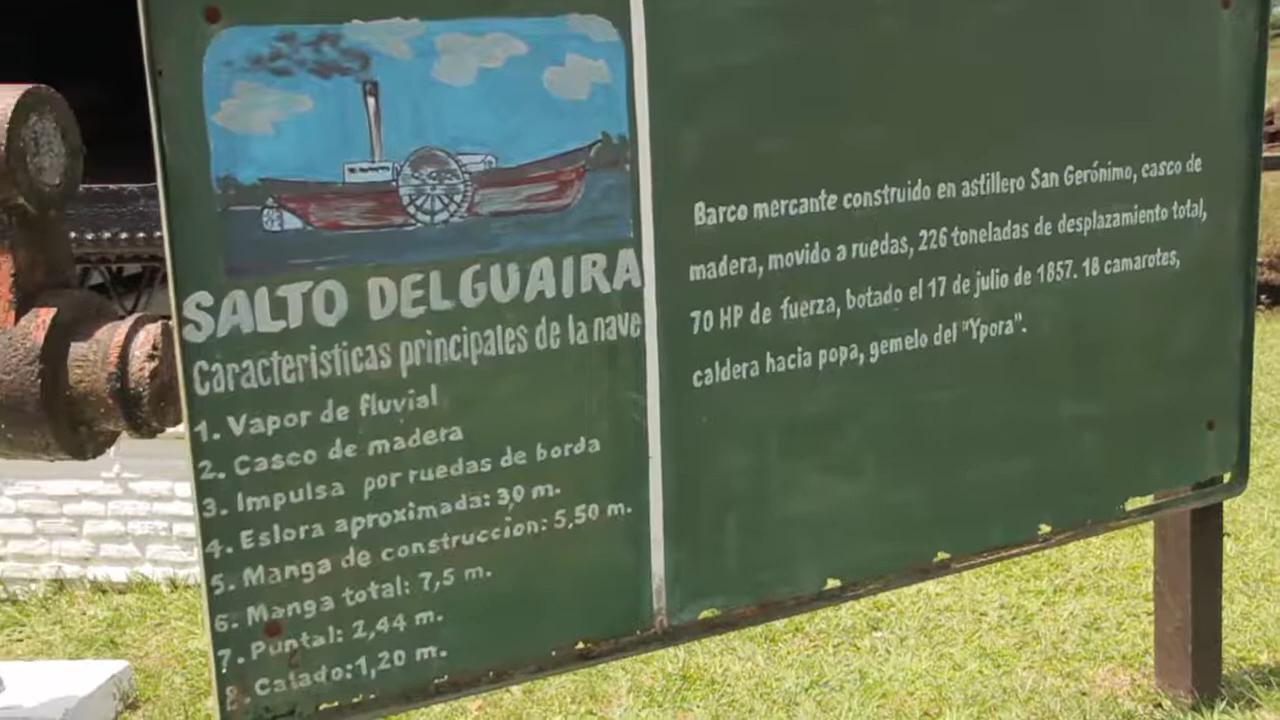 SALTO DEL GUAIRA
Caracteristicas principales de la nave
1. Vapor de fluvial
2. Casco de madera
3. Impulsa por ruedas de borda
4. Eslora aproximada: 30 m.
5. Manga de construccion: 5,50 m.
6. Manga total: 7,5 m.
7. Puntal: 2,44 m.
8. Calado: 1,20 m.
Barco mercante construido en astillero San Gerónimo, casco de
madera, movido a ruedas, 226 toneladas de desplazamiento total,
70 HP de fuerza, botado el 17 de julio de 1857. 18 camarotes,
caldera hacia popa, gemelo del "Ypora".